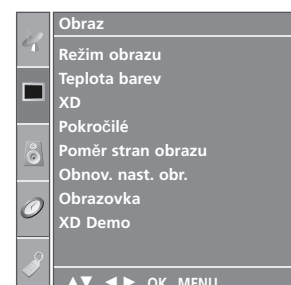 Obraz
Režim obrazu
Teplota barev
XD
Pokročilé
Poměr stran obrazu
Obnov. nast. obr.
Obrazovka
XD Demo
▲▼ ◄► OK MENU